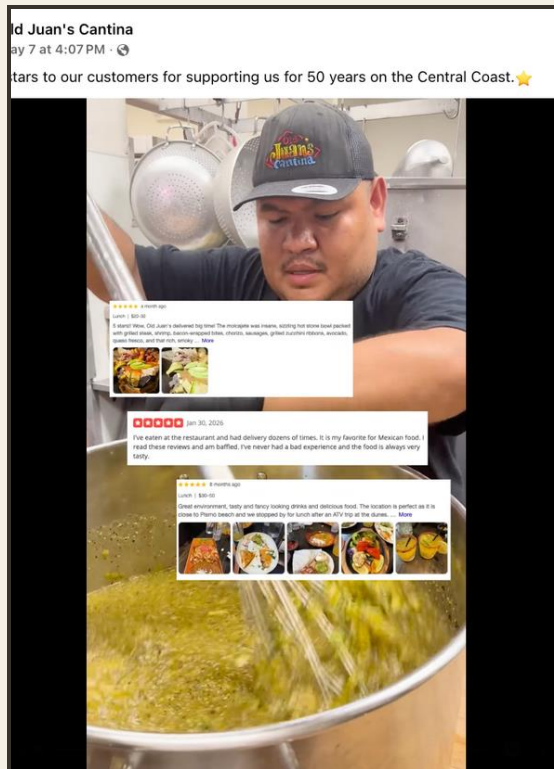 ld Juan's Cantina
ay 7 at 4:07 PM ·
stars to our customers for supporting us for 50 years on the Central Coast.⭐
Old
Juan's
Cantina
a month ago
Lunch | $20-30
5 stars! Wow, Old Juan's delivered big time! The molcajete was insane, sizzling hot stone bowl packed
with grilled steak, shrimp, bacon-wrapped bites, chorizo, sausages, grilled zucchini ribbons, avocado,
queso fresco, and that rich, smoky ... More
Jan 30, 2026
I've eaten at the restaurant and had delivery dozens of times. It is my favorite for Mexican food. I
read these reviews and am baffled. I've never had a bad experience and the food is always very
tasty.
months ago
Lunch | $30-50
Great environment, tasty and fancy looking drinks and delicious food. The location is perfect as it is
close to Pismo beach and we stopped by for lunch after an ATV trip at the dunes. ... More